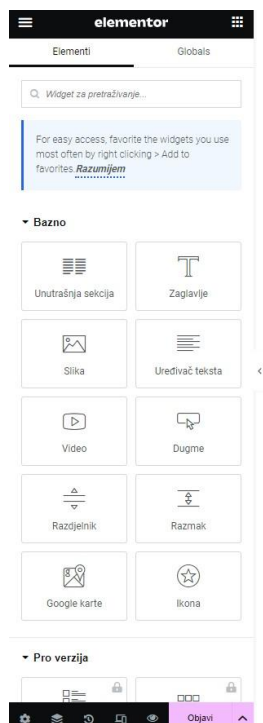 elementor
Elementi Globals
Widget za pretraživanje...
For easy access, favorite the widgets you use
most often by right clicking > Add to
favorites. Razumijem
Bazno
Unutrašnja sekcija Zaglavlje
Slika Uređivač teksta
Video Dugme
Razdjelnik Razmak
Google karte Ikona
Pro verzija
Objavi